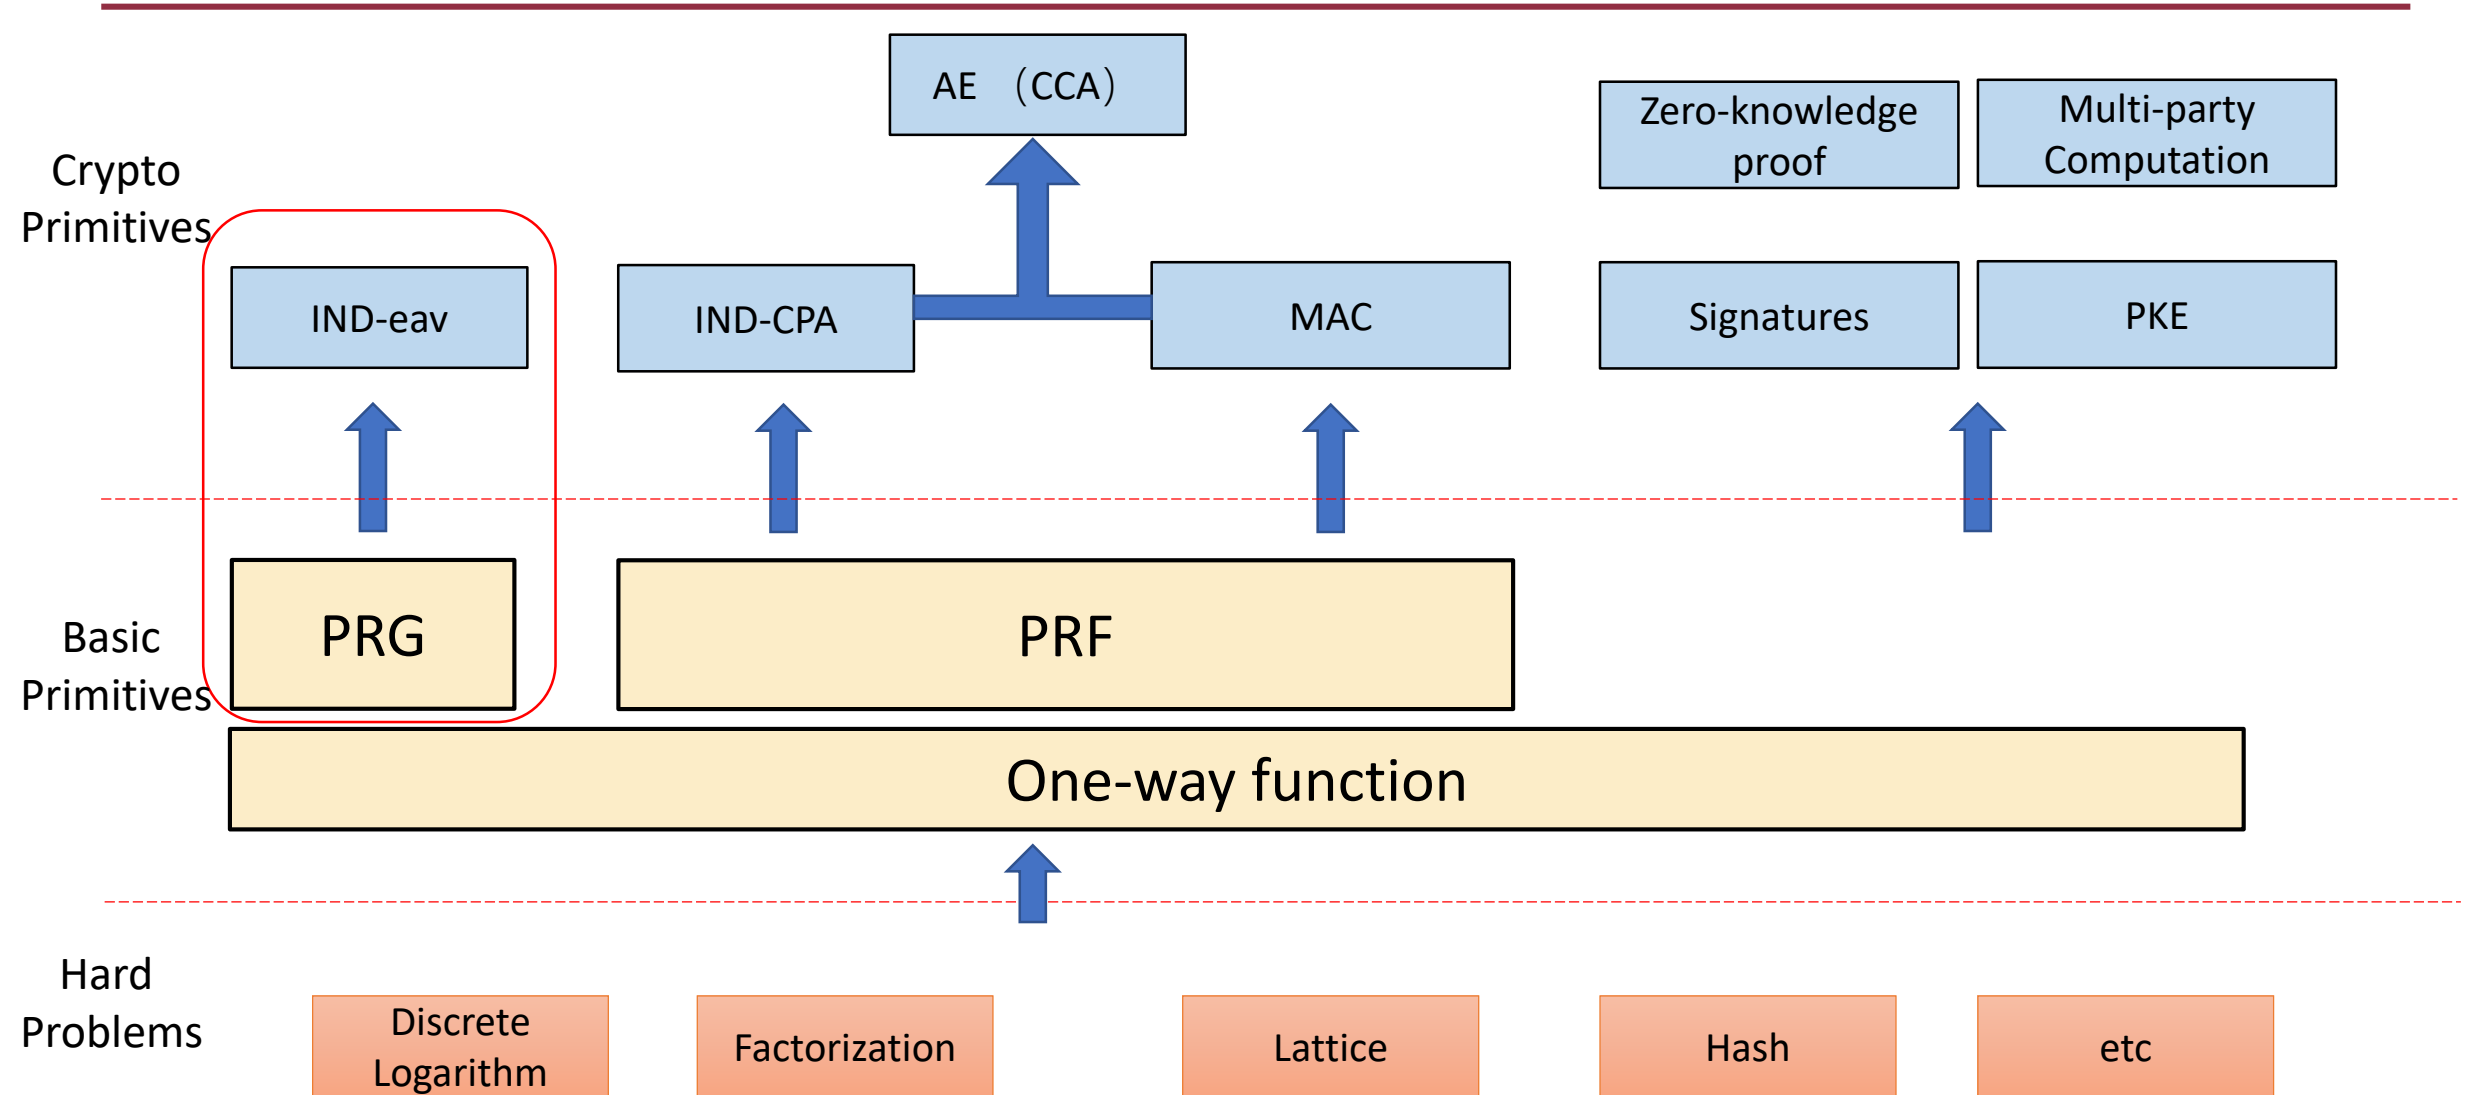 AE （CCA）
Zero-knowledge
proof
Multi-party
Computation
Crypto
Primitives
IND-eav
IND-CPA
MAC
Signatures
PKE
Basic
Primitives
PRG
PRF
One-way function
Hard
Problems
Discrete
Logarithm
Factorization
Lattice
Hash
etc